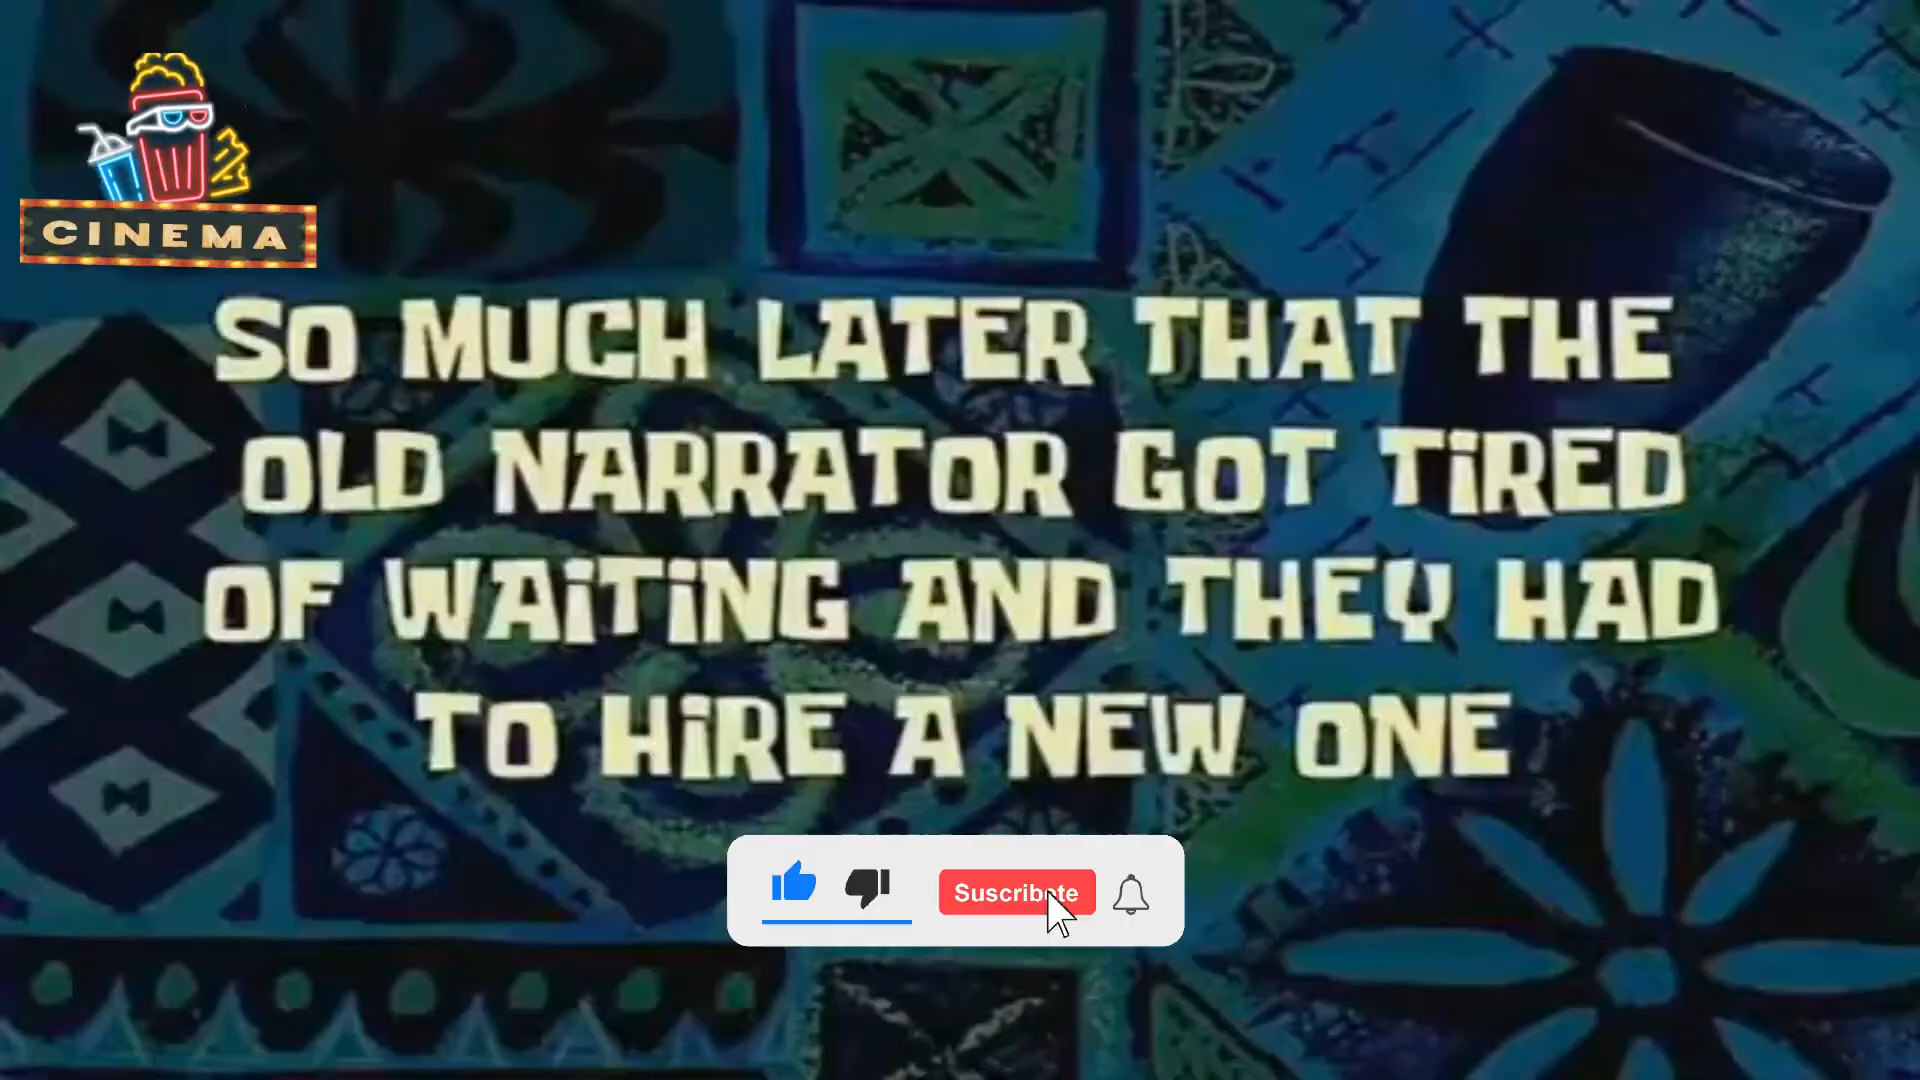 CINEMA
SO MUCH LATER THAT THE
OLD NARRATOR GOT TiRED
OF WAiTiNG AND THEY HAD
TO HiRE A NEW ONE
Suscribete